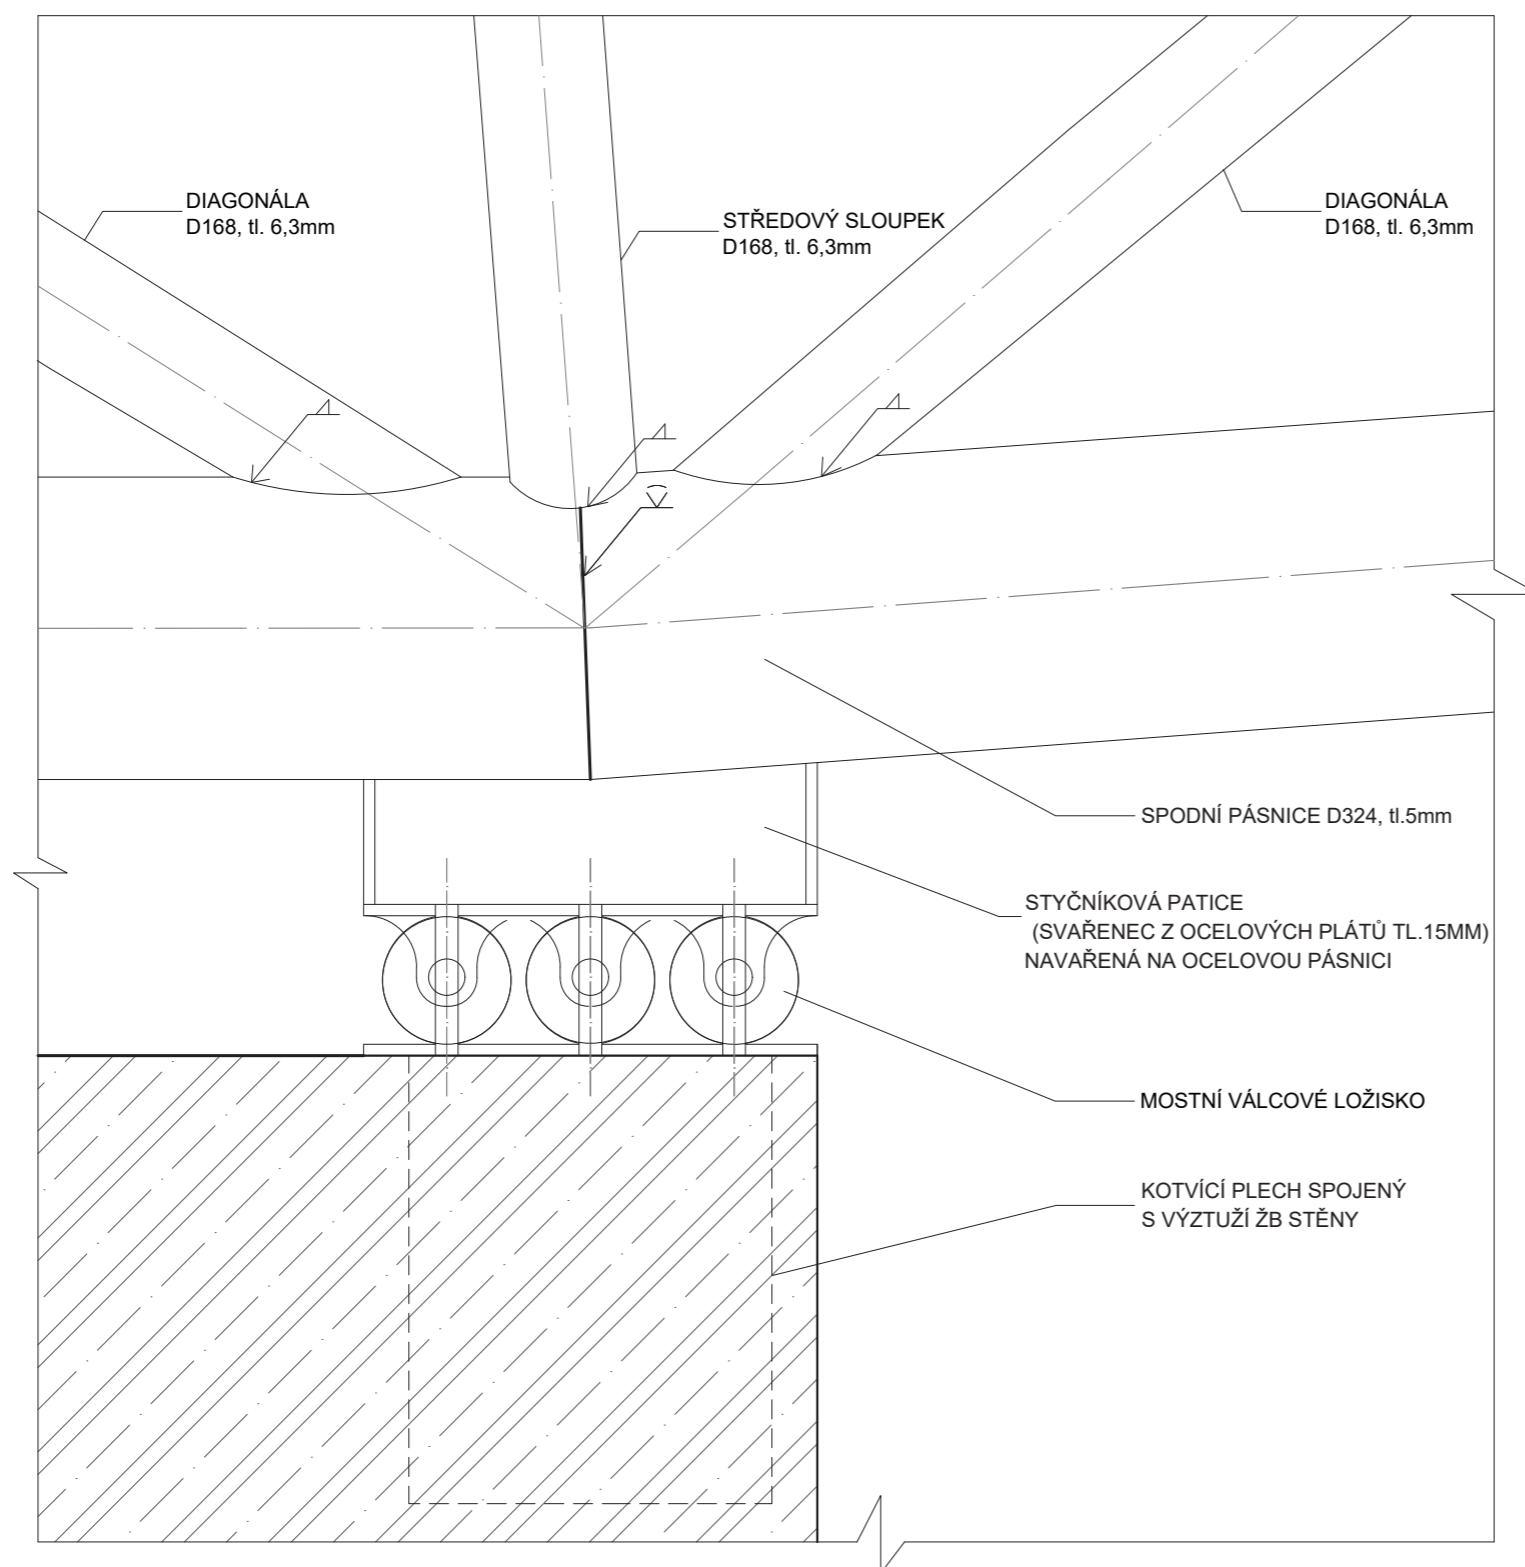 DIAGONÁLA
D168, tl. 6,3mm
STŘEDOVÝ SLOUPEK
D168, tl. 6,3mm
DIAGONÁLA
D168, tl. 6,3mm
SPODNÍ PÁSNICE D324, tl.5mm
STYČNÍKOVÁ PATICE
(SVAŘENEC Z OCELOVÝCH PLÁTŮ TL.15MM)
NAVAŘENÁ NA OCELOVOU PÁSNICI
MOSTNÍ VÁLCOVÉ LOŽISKO
KOTVÍCÍ PLECH SPOJENÝ
S VÝZTUŽÍ ŽB STĚNY